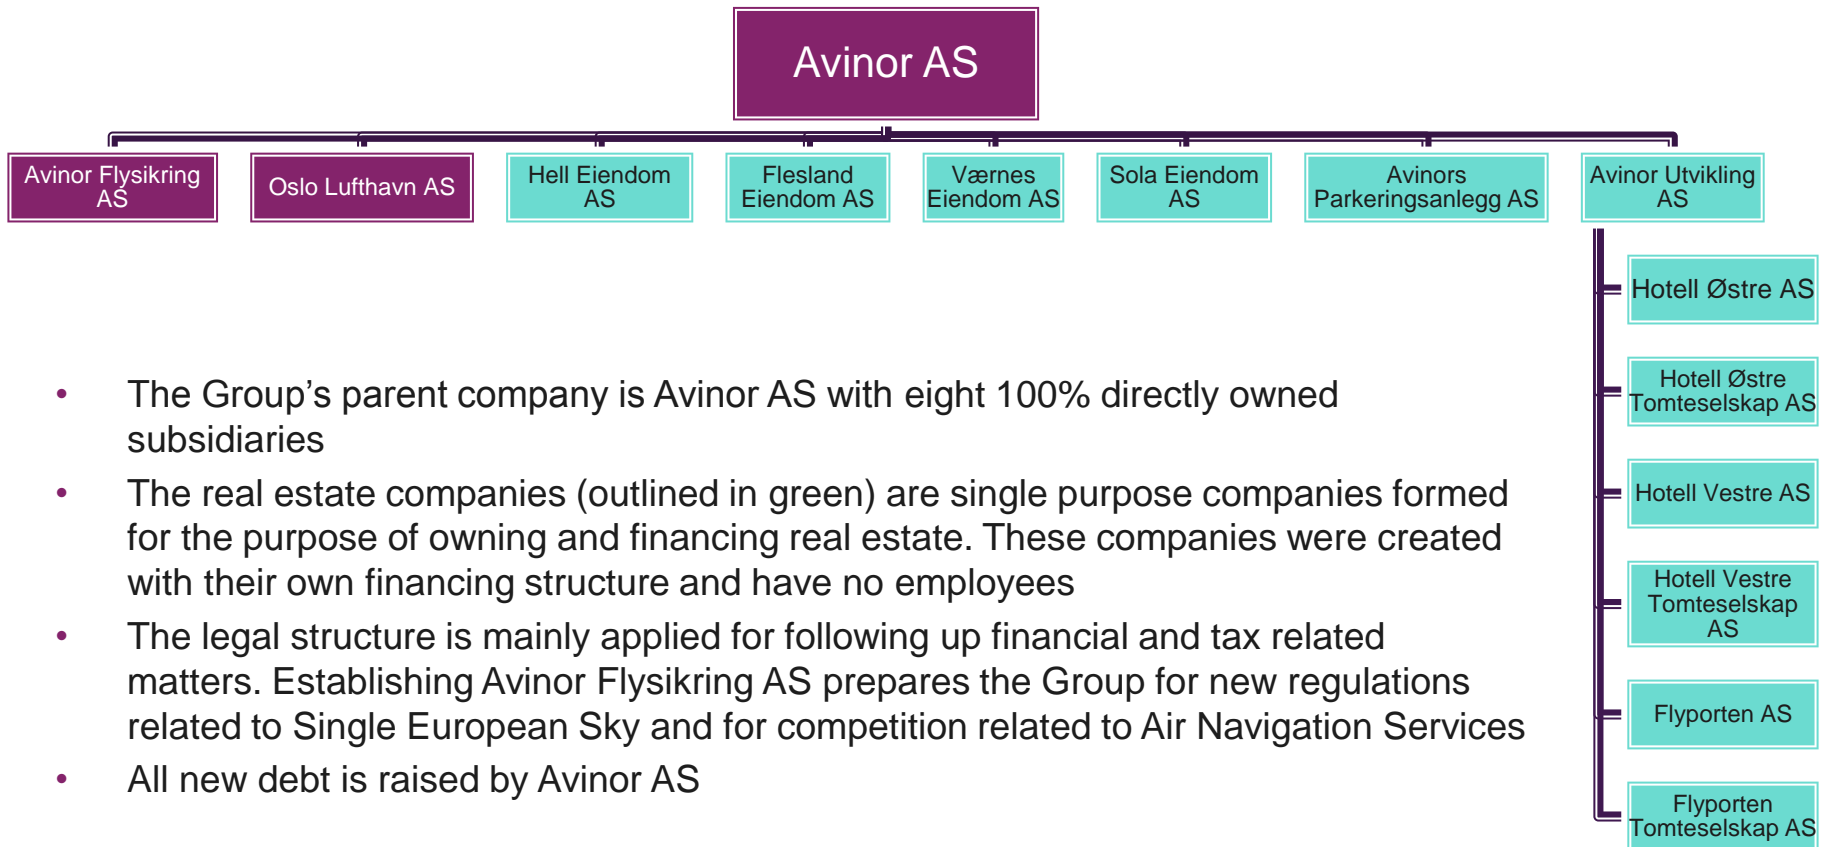 Avinor AS
Avinor Flysikring
AS
Oslo Lufthavn AS
Hell Eiendom
AS
Flesland
Eiendom AS
Værnes
Eiendom AS
Sola Eiendom
AS
Avinors
Parkeringsanlegg AS
Avinor Utvikling
AS
Hotell Østre AS
Hotell Østre
Tomteselskap AS
Hotell Vestre AS
Hotell Vestre
Tomteselskap
AS
Flyporten AS
Flyporten
Tomteselskap AS
• The Group’s parent company is Avinor AS with eight 100% directly owned
subsidiaries
• The real estate companies (outlined in green) are single purpose companies formed
for the purpose of owning and financing real estate. These companies were created
with their own financing structure and have no employees
• The legal structure is mainly applied for following up financial and tax related
matters. Establishing Avinor Flysikring AS prepares the Group for new regulations
related to Single European Sky and for competition related to Air Navigation Services
• All new debt is raised by Avinor AS